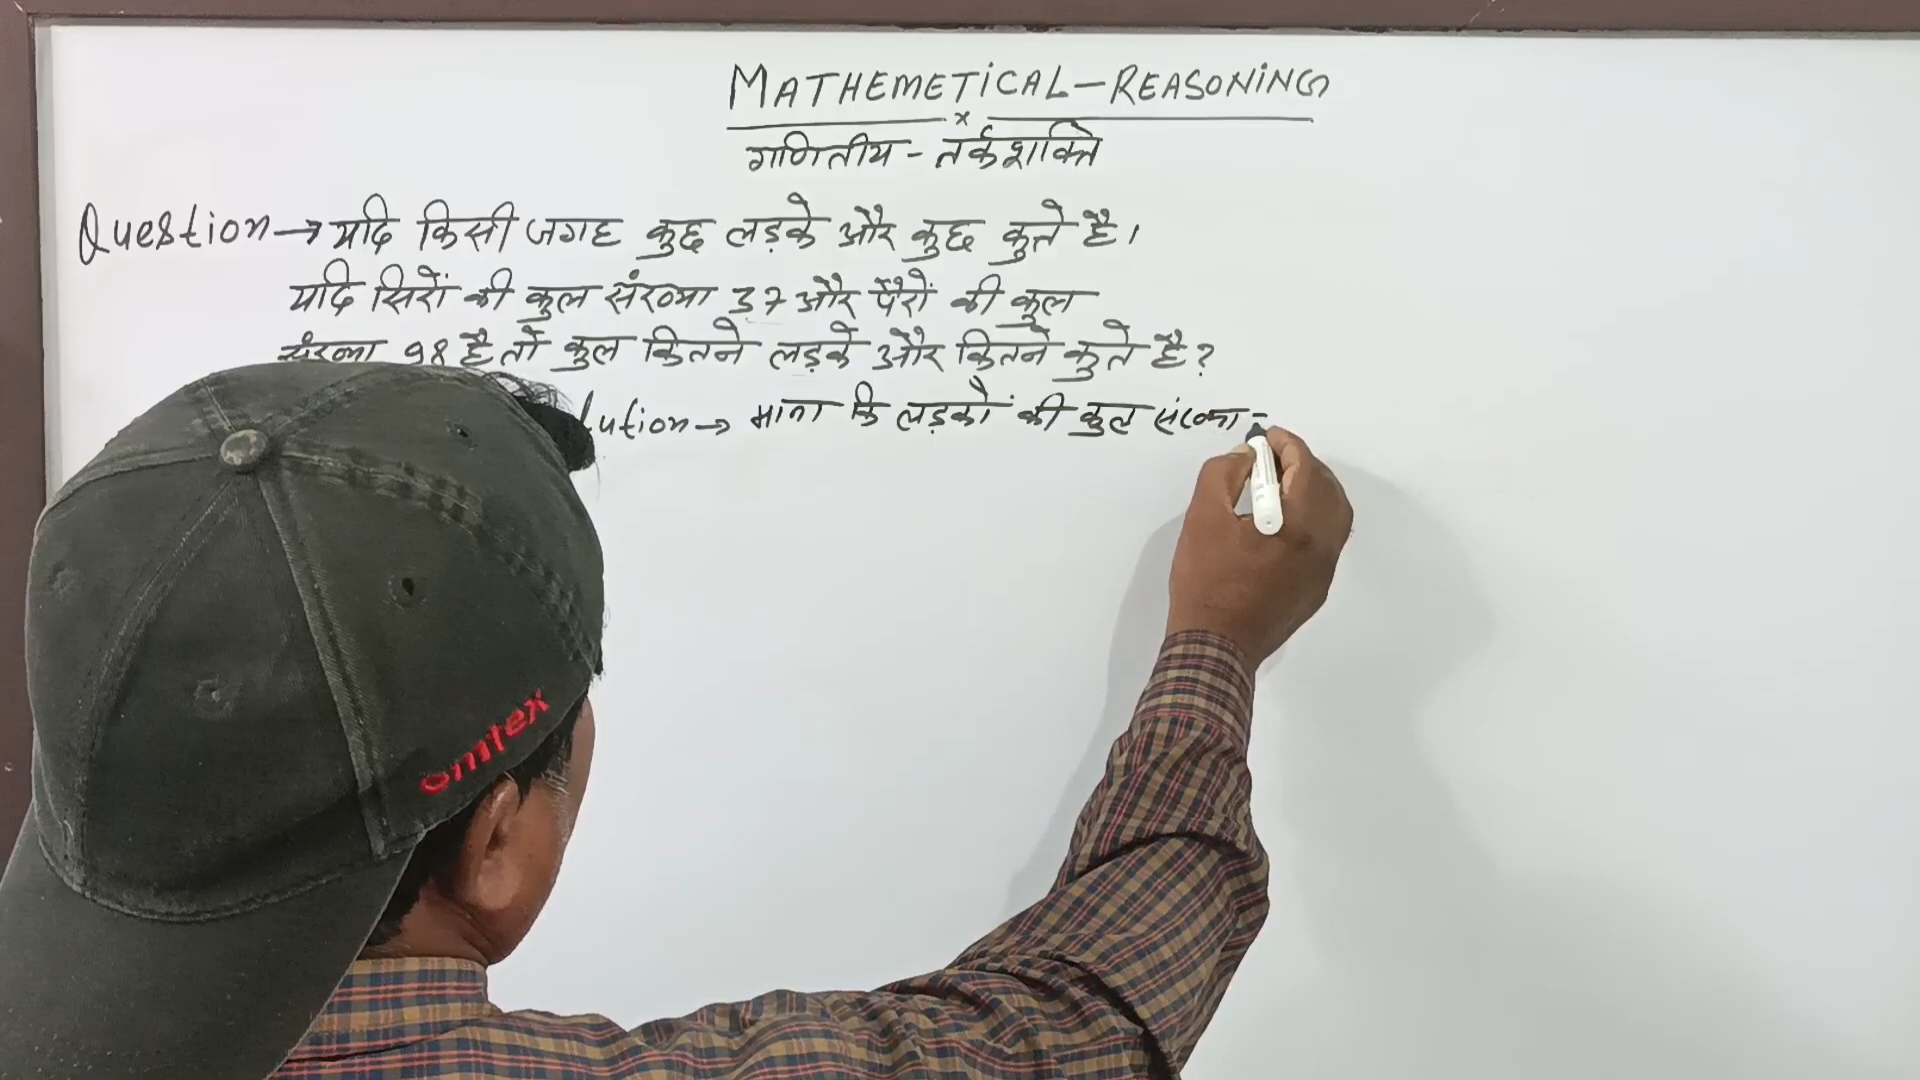 MATHEMETICAL-REASONING
x
गणितीय - तर्कशक्ति
Question → यदि किसी जगह कुछ लड़के और कुछ कुत्ते है।
यदि सिरों की कुल संख्या 37 और पैरों की कुल
संख्या 98 है तो कुल कितने लड़के और कितने कुत्ते है?
lution → माना कि लड़कों की कुल संख्या =
omtex